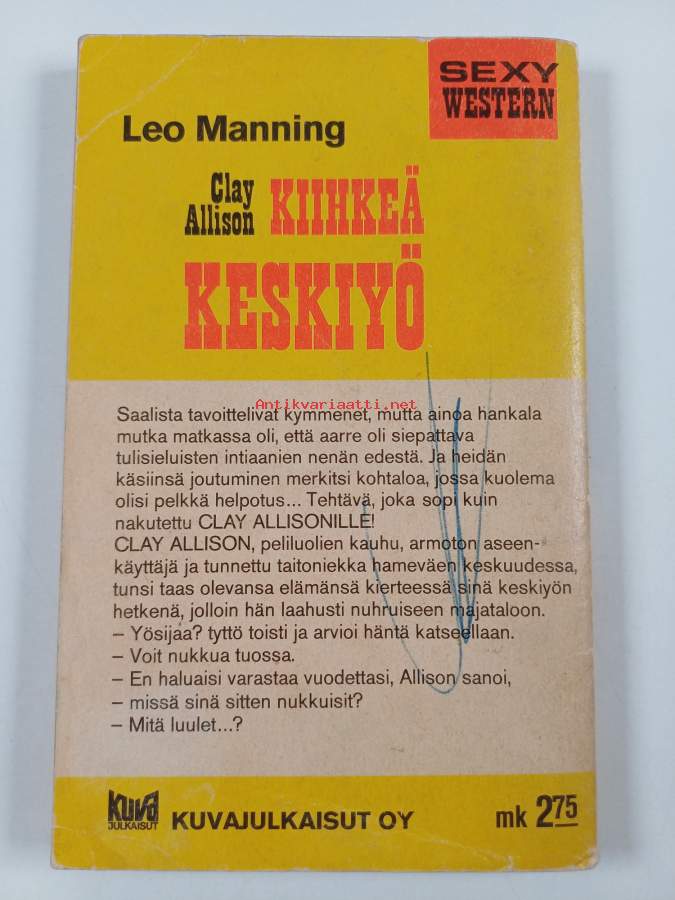 SEXY
WESTERN
Leo Manning
Clay
Allison
KIIHKEÄ
KESKIYÖ
Antikvariaatti.net
Saalista tavoittelivat kymmenet, mutta ainoa hankala
mutka matkassa oli, että aarre oli siepattava
tulisieluisten intiaanien nenän edestä. Ja heidän
käsiinsä joutuminen merkitsi kohtaloa, jossa kuolema
olisi pelkkä helpotus... Tehtävä, joka sopi kuin
nakutettu CLAY ALLISONILLE!
CLAY ALLISON, peliluolien kauhu, armoton aseen-
käyttäjä ja tunnettu taitoniekka hameväen keskuudessa,
tunsi taas olevansa elämänsä kierteessä sinä keskiyön
hetkenä, jolloin hän laahusti nuhruiseen majataloon.
– Yösijaa? tyttö toisti ja arvioi häntä katseellaan.
– Voit nukkua tuossa.
– En haluaisi varastaa vuodettasi, Allison sanoi,
– missä sinä sitten nukkuisit?
– Mitä luulet...?
Kuva
JULKAISUT
KUVAJULKAISUT OY
mk 275